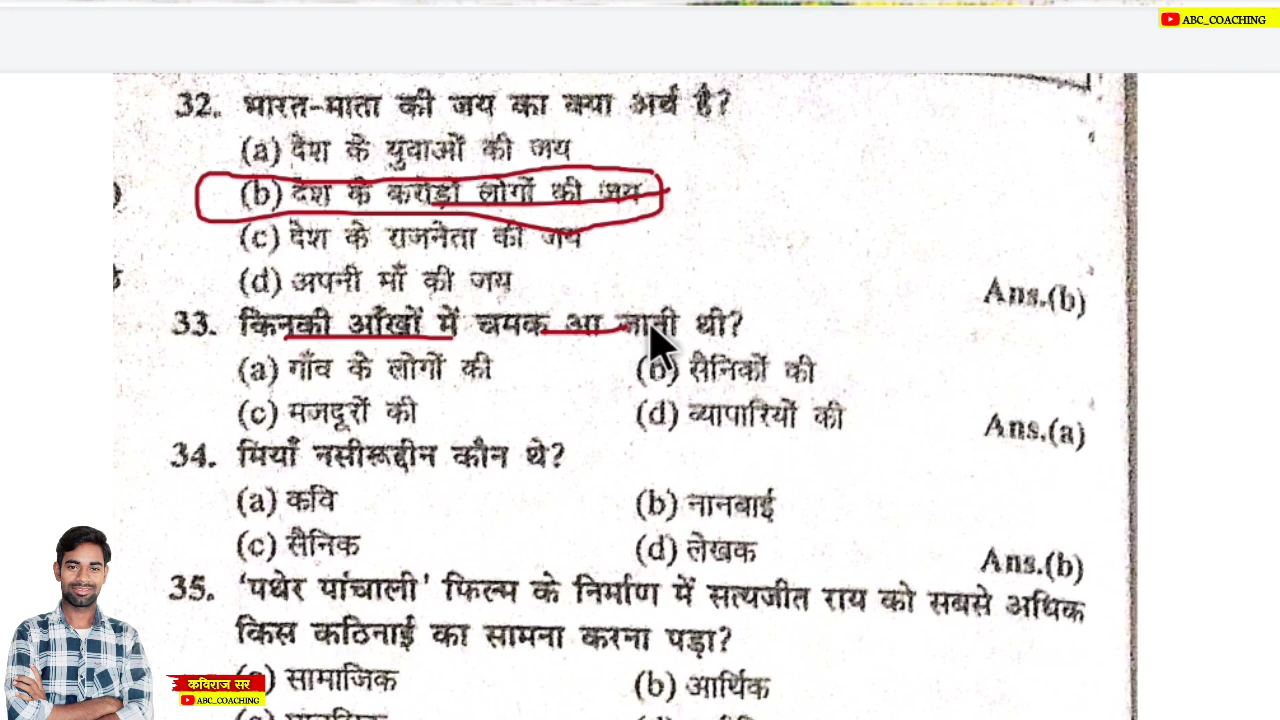 ABC_COACHING
32. भारत-माता की जय का क्या अर्थ है?
(a) देश के युवाओं की जय
(b) देश के करोड़ों लोगों की जय
(c) देश के राजनेता की जय
(d) अपनी माँ की जय
Ans.(b)
33. किनकी आँखों में चमक आ जाती थी?
(a) गाँव के लोगों की (b) सैनिकों की
(c) मजदूरों की (d) व्यापारियों की
Ans.(a)
34. मियाँ नसीरूद्दीन कौन थे?
(a) कवि (b) नानबाई
(c) सैनिक (d) लेखक
Ans.(b)
35. 'पथेर पांचाली' फिल्म के निर्माण में सत्यजीत राय को सबसे अधिक
किस कठिनाई का सामना करना पड़ा?
(a) सामाजिक (b) आर्थिक
कविराज सर
ABC_COACHING